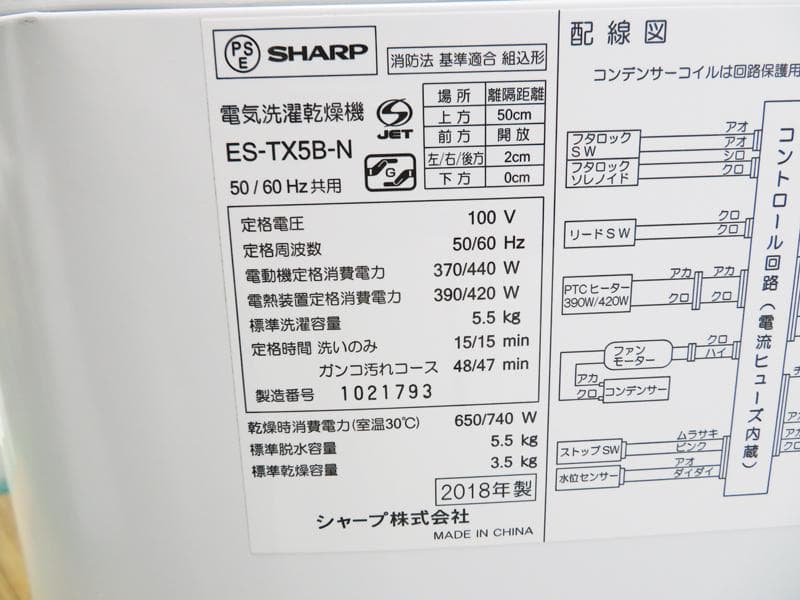 PSE
SHARP
消防法 基準適合 組込形
電気洗濯乾燥機
ES-TX5B-N
50/60Hz共用
S
JET
G
場所 離隔距離
上方 50cm
前方 開放
左/右/後方 2cm
下方 0cm
定格電圧 100 V
定格周波数 50/60 Hz
電動機定格消費電力 370/440 W
電熱装置定格消費電力 390/420 W
標準洗濯容量 5.5 kg
定格時間 洗いのみ 15/15 min
ガンコ汚れコース 48/47 min
製造番号 1021793
乾燥時消費電力(室温30℃) 650/740 W
標準脱水容量 5.5 kg
標準乾燥容量 3.5 kg
2018年製
シャープ株式会社
MADE IN CHINA
配線図
コンデンサーコイルは回路保護用
フタロック
SW
アオ
アオ
フタロック
ソレノイド
シロ
クロ
リードSW
クロ
クロ
PTCヒーター
390W/420W
アカ アカ
クロ クロ
ファン
モーター
クロ
ハイ
アカ
クロ
コンデンサー
ストップSW
ムラサキ
ピンク
水位センサー
アオ
ダイダイ
コントロール回路(電流ヒューズ内蔵)